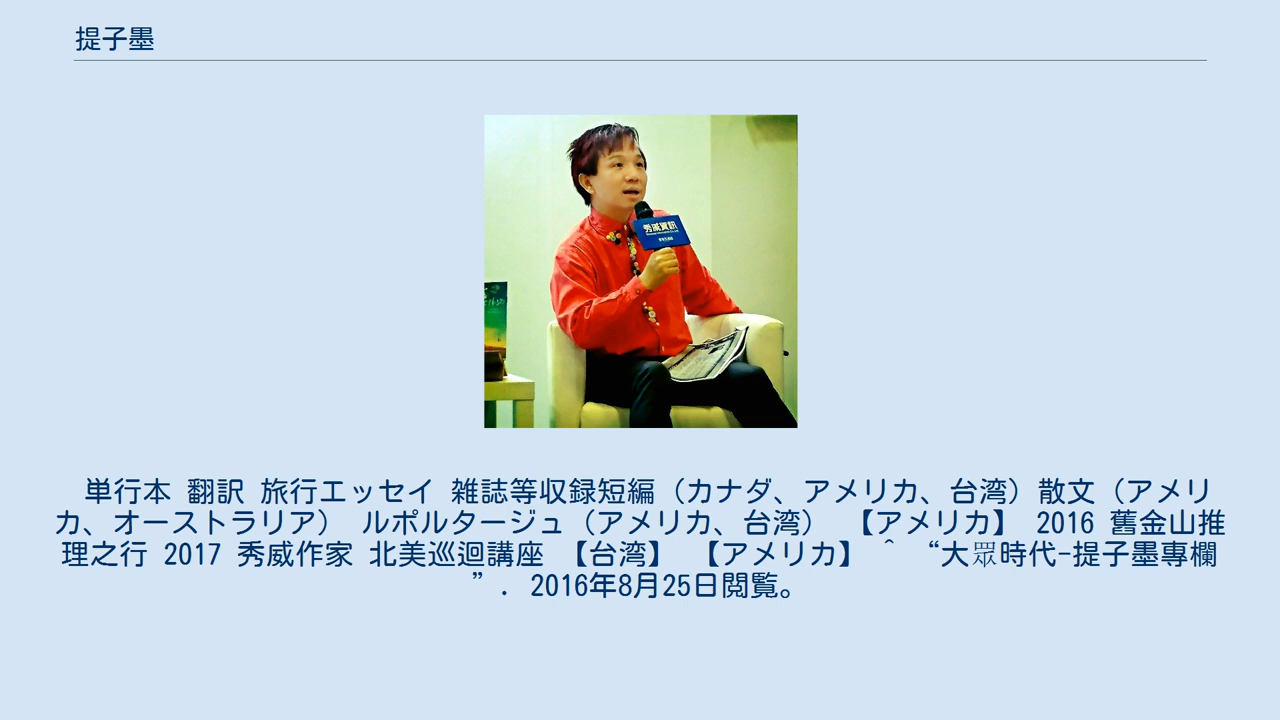 提子墨
秀威資訊
単行本 翻訳 旅行エッセイ 雑誌等収録短編（カナダ、アメリカ、台湾）散文（アメリ
カ、オーストラリア） ルポルタージュ（アメリカ、台湾） 【アメリカ】 2016 舊金山推
理之行 2017 秀威作家 北美巡迴講座 【台湾】 【アメリカ】 ^ “大眾時代-提子墨專欄
”. 2016年8月25日閲覧。